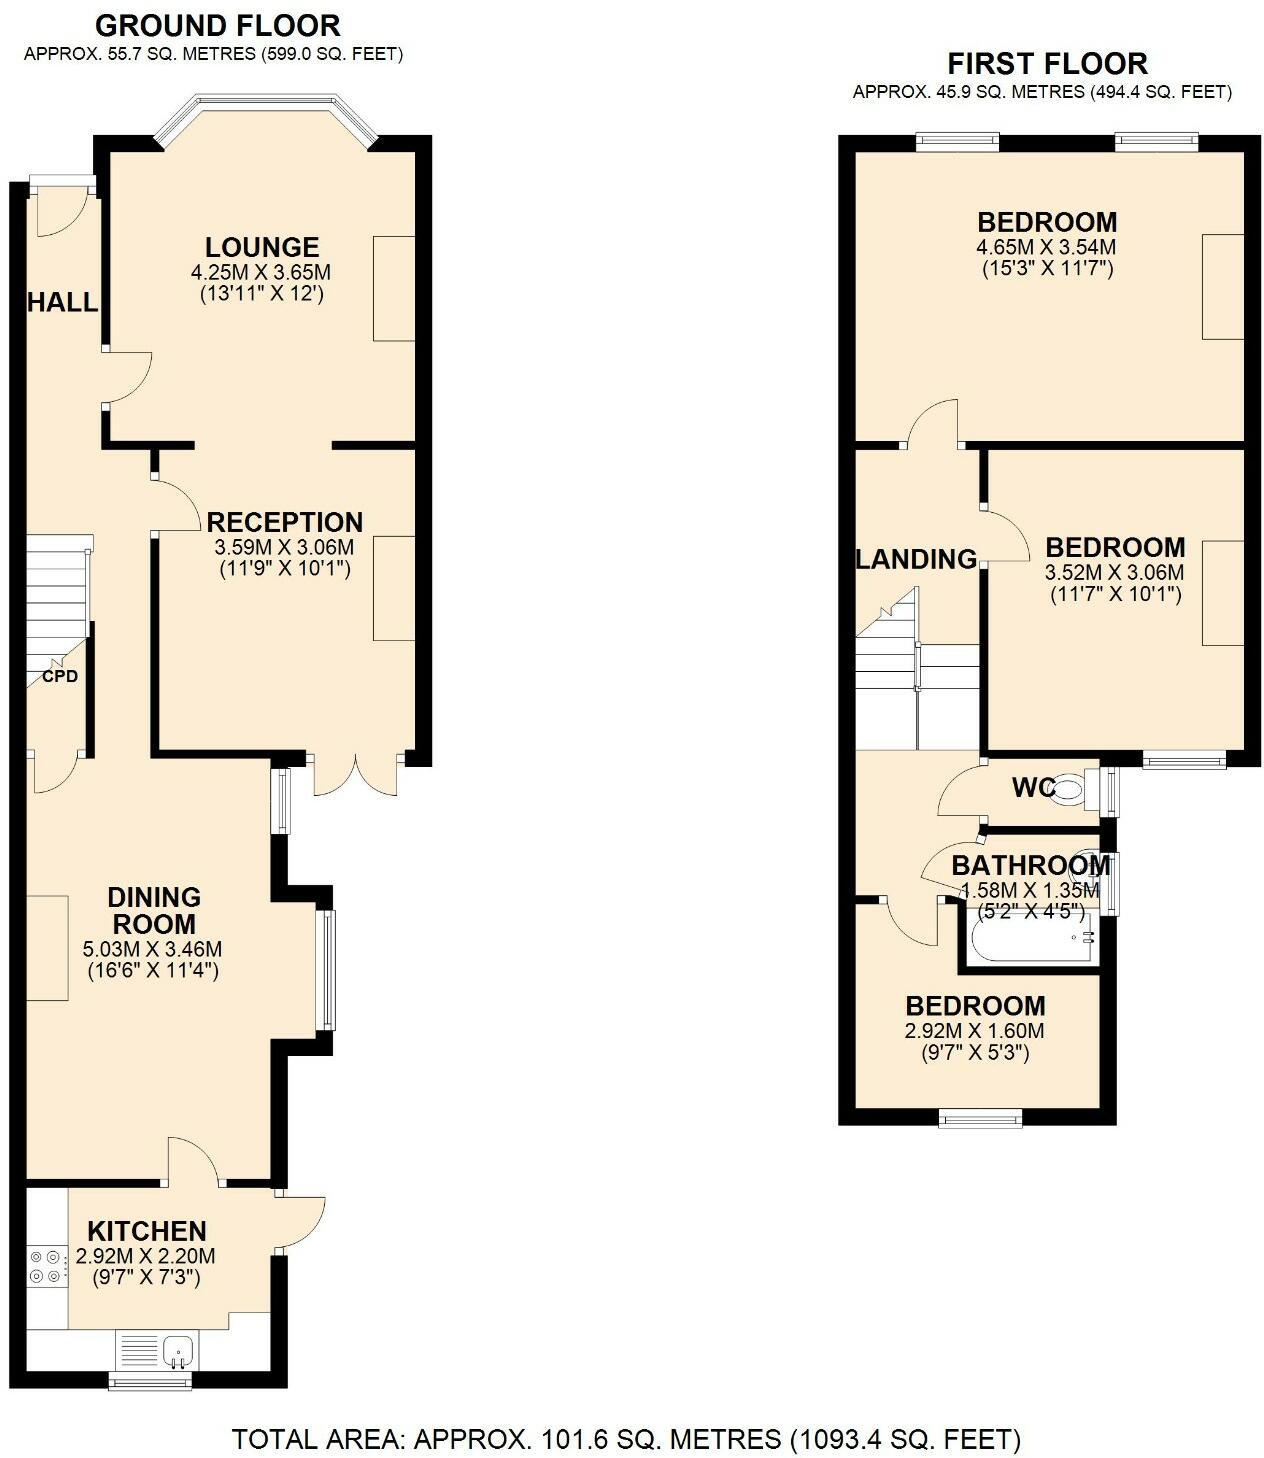 GROUND FLOOR
APPROX. 55.7 SQ. METRES (599.0 SQ. FEET)
LOUNGE
4.25M X 3.65M
(13'11" X 12')
HALL
RECEPTION
3.59M X 3.06M
(11'9" X 10'1")
CPD
DINING
ROOM
5.03M X 3.46M
(16'6" X 11'4")
KITCHEN
2.92M X 2.20M
(9'7" X 7'3")
FIRST FLOOR
APPROX. 45.9 SQ. METRES (494.4 SQ. FEET)
BEDROOM
4.65M X 3.54M
(15'3" X 11'7")
LANDING
BEDROOM
3.52M X 3.06M
(11'7" X 10'1")
WC
BATHROOM
1.58M X 1.35M
(5'2" X 4'5")
BEDROOM
2.92M X 1.60M
(9'7" X 5'3")
TOTAL AREA: APPROX. 101.6 SQ. METRES (1093.4 SQ. FEET)